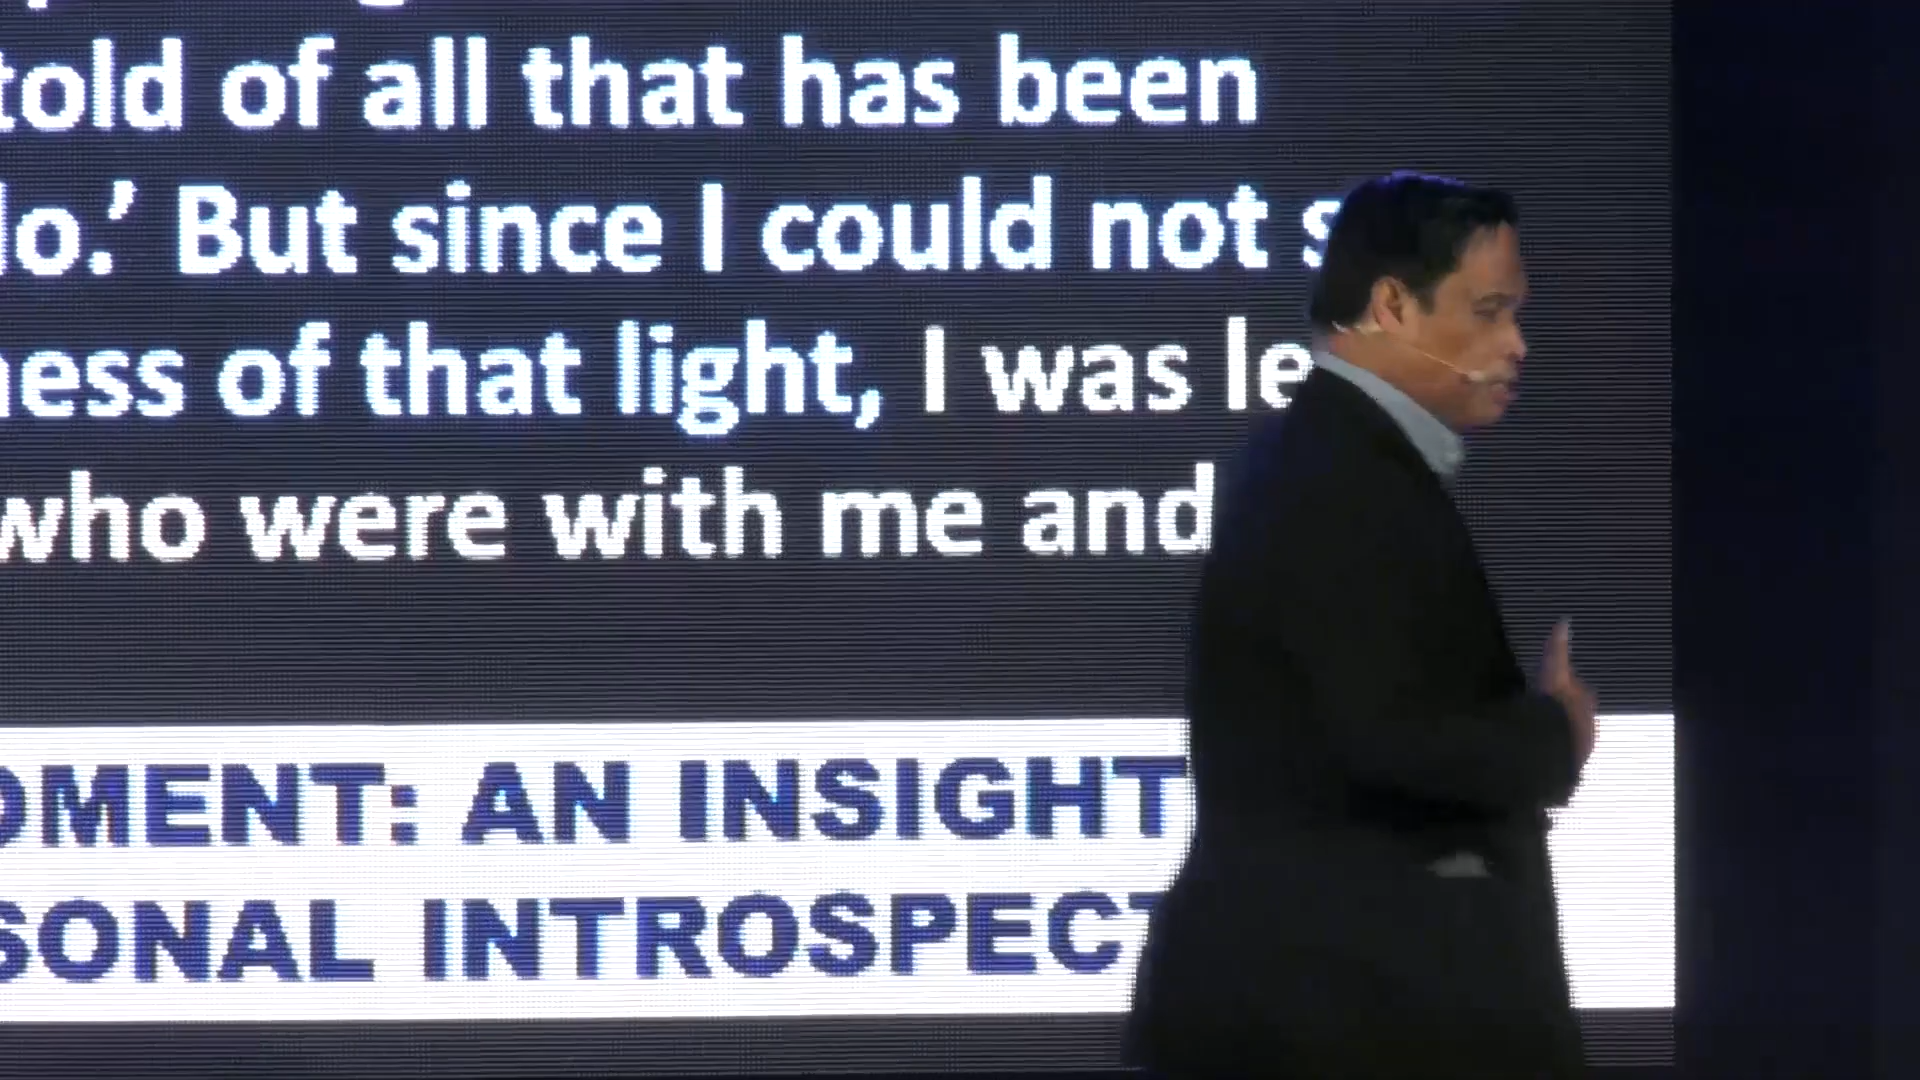 told of all that has been
lo.’ But since I could not s
ness of that light, I was le
who were with me and
OMENT: AN INSIGHT
SONAL INTROSPECT